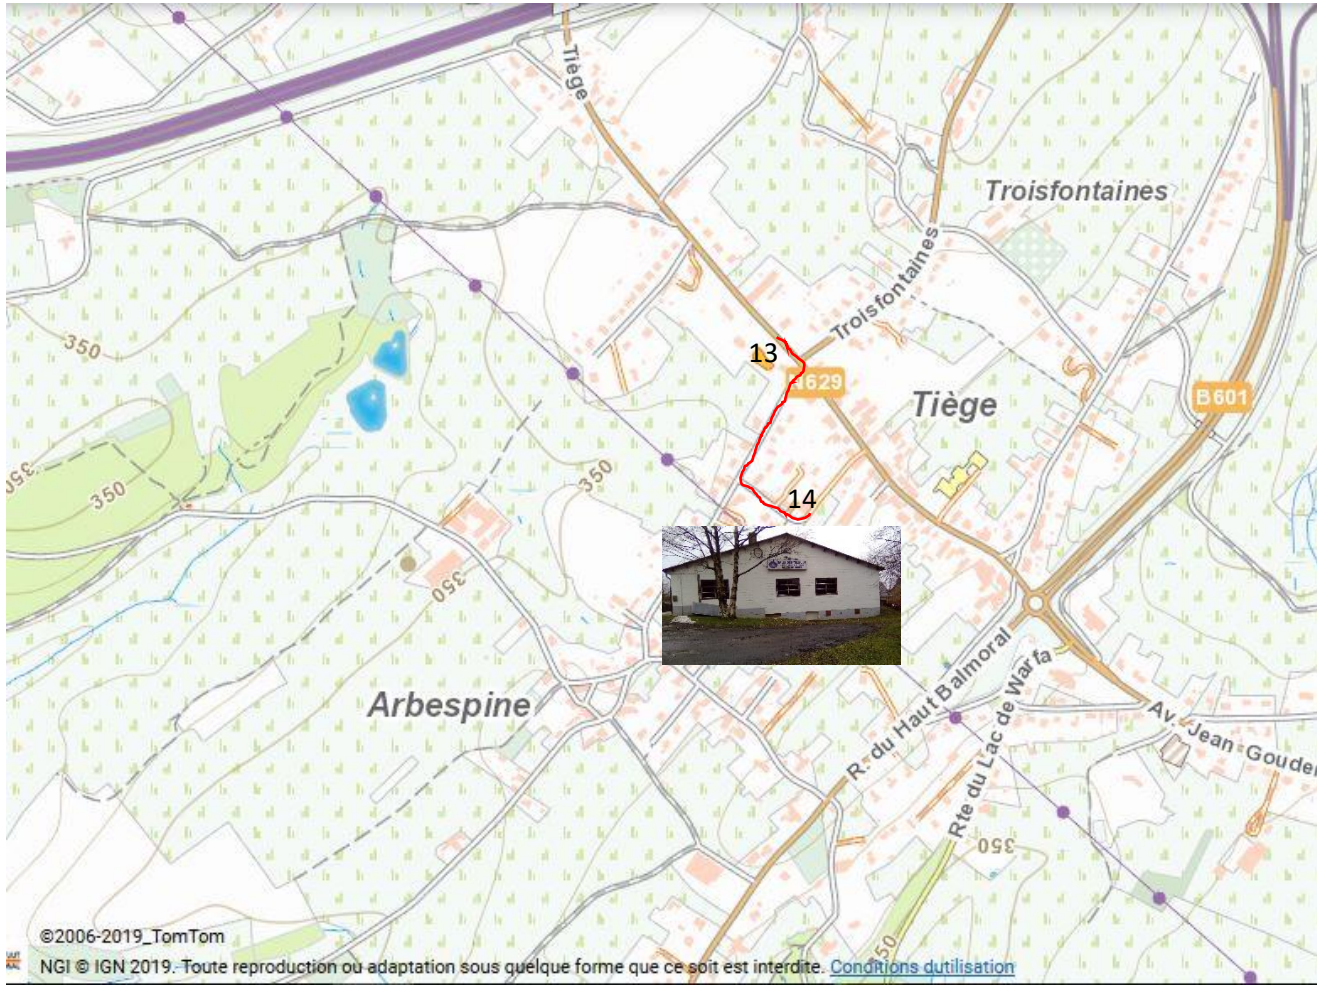 Tiège
Troisfontaines
Troisfontaines
350
13
N629
Tiège
B601
350
350
350
14
350
Arbespine
R. du Haut Balmoral
Rte du Lac de Warfa
Av. Jean Goudet
350
350
©2006-2019_TomTom
NGI © IGN 2019. Toute reproduction ou adaptation sous quelque forme que ce soit est interdite. Conditions dutilisation